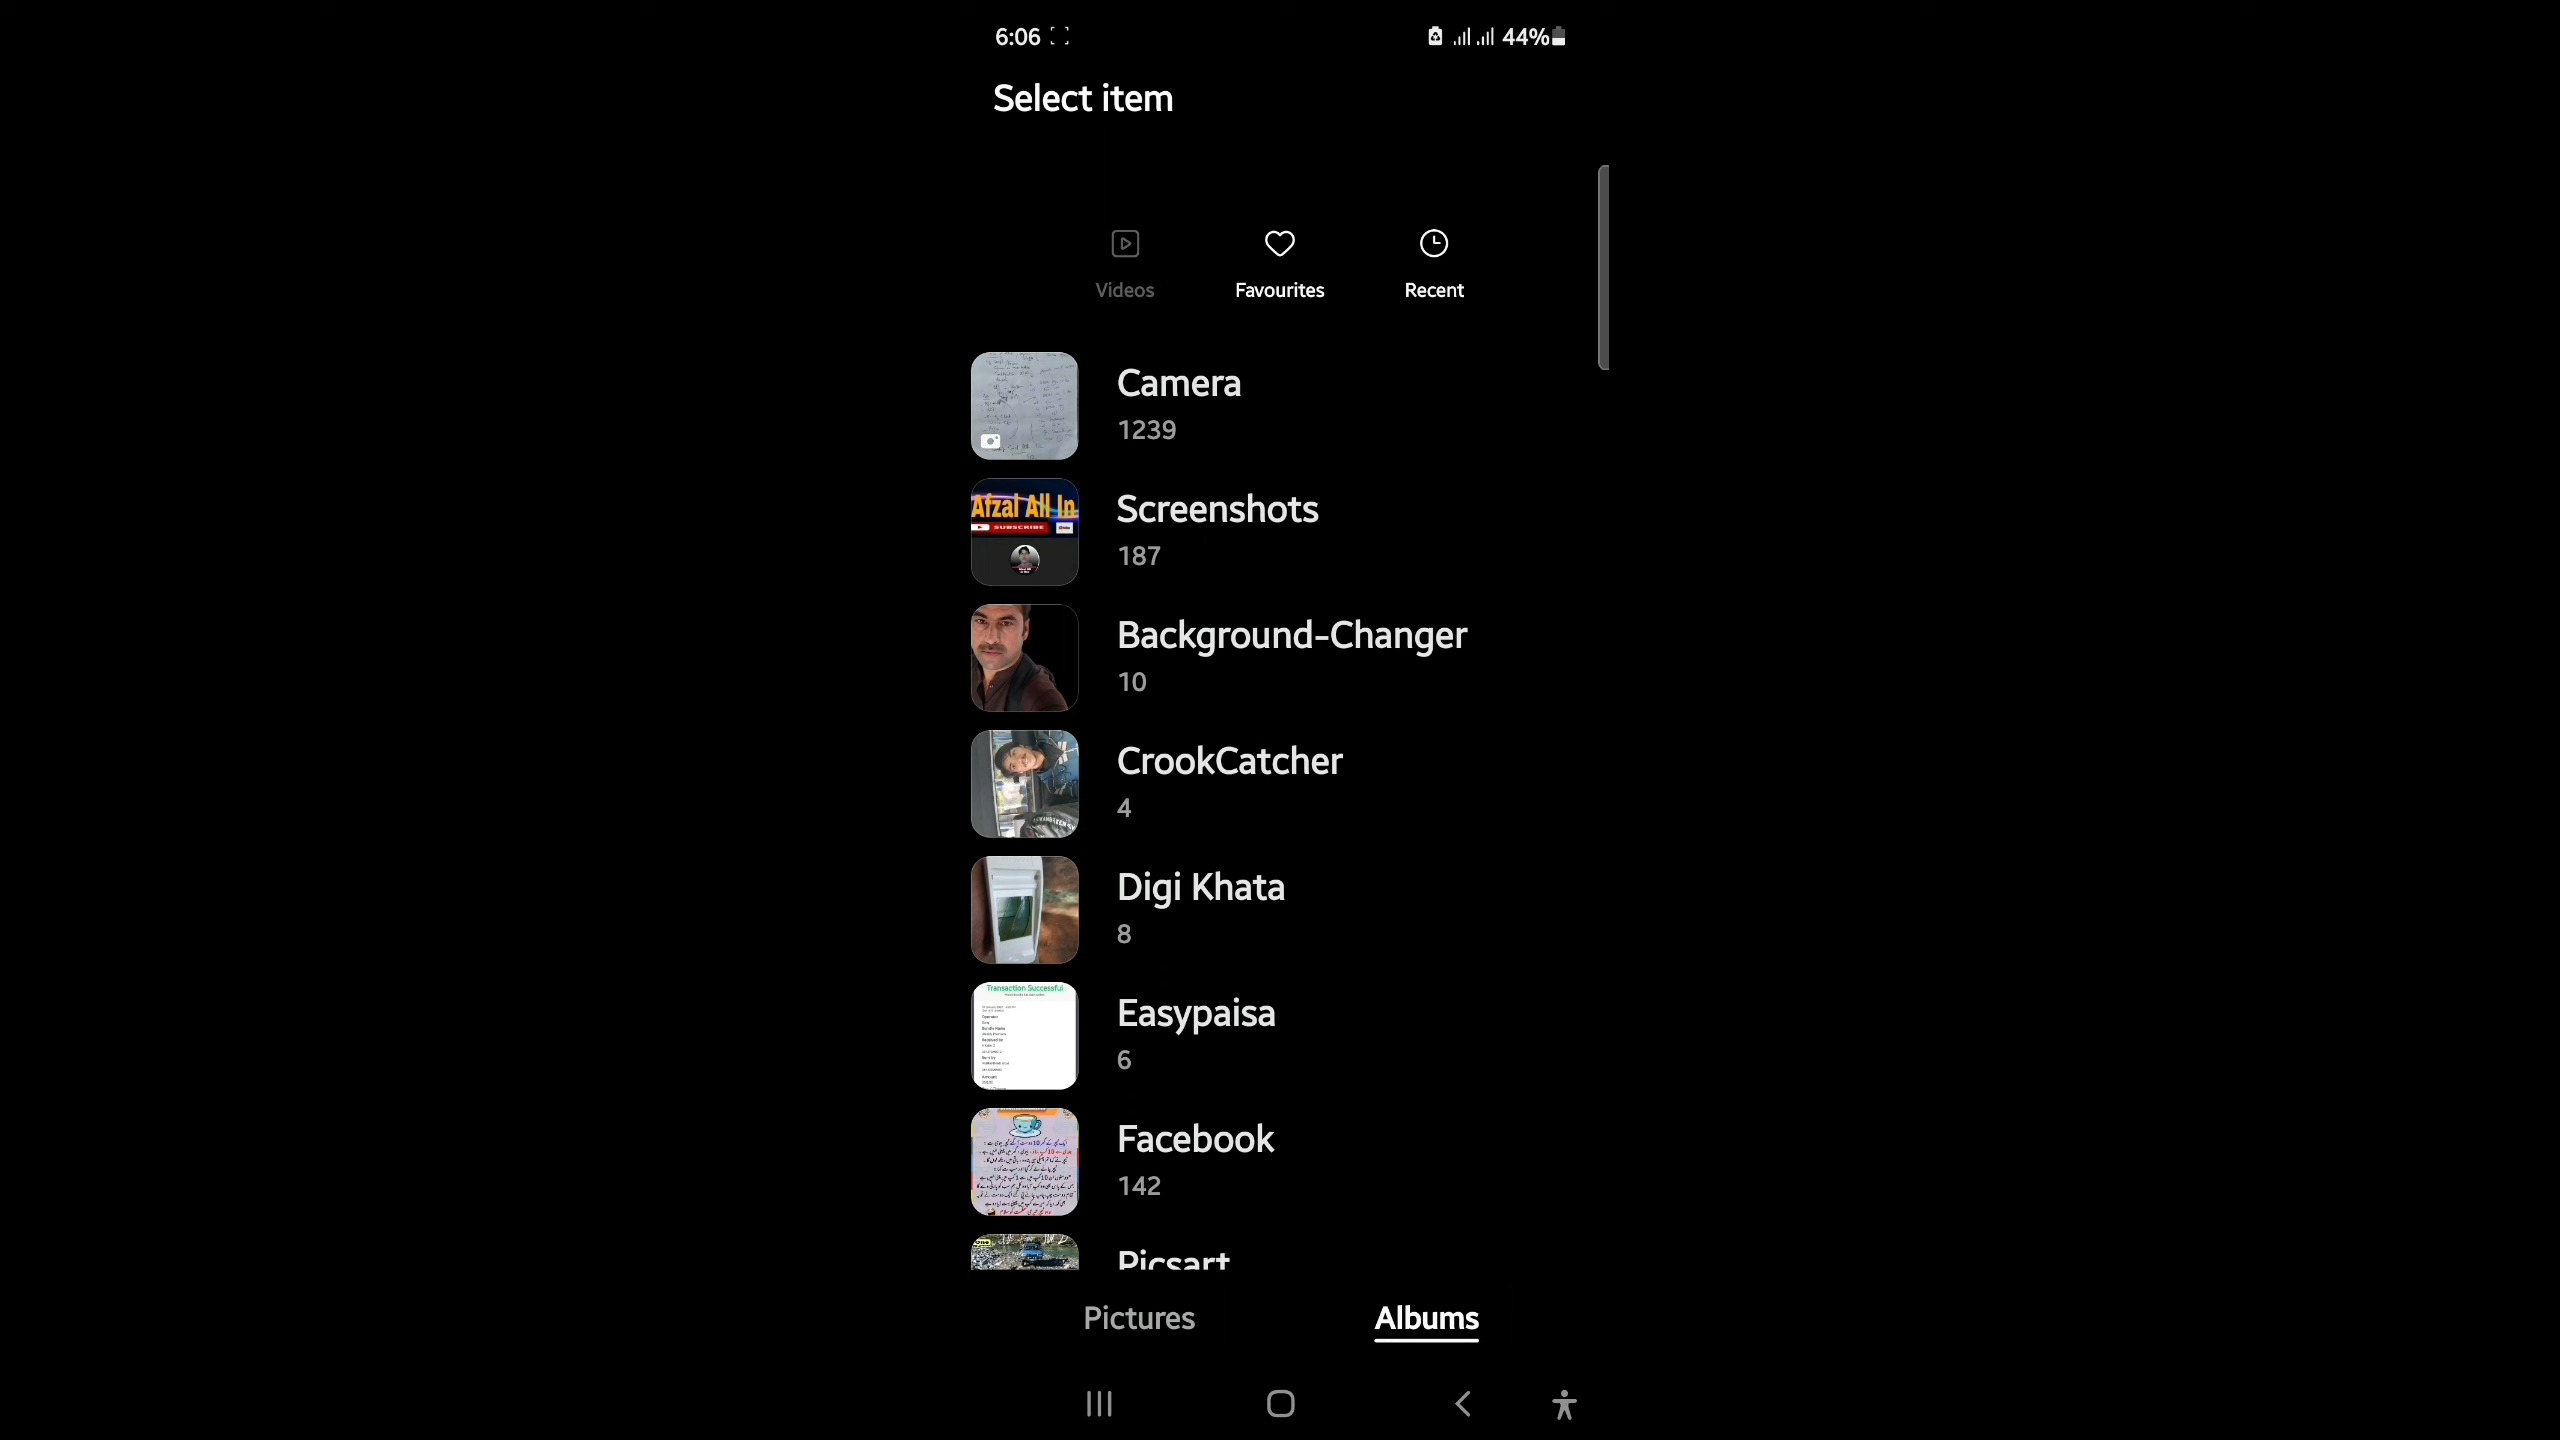 6:06
44%
Select item
Videos
Favourites
Recent
Camera
1239
Afzal All In
SUBSCRIBE
Screenshots
187
Background-Changer
10
CrookCatcher
4
Digi Khata
8
Transaction Successful
Easypaisa
6
Facebook
142
Picsart
Pictures
Albums